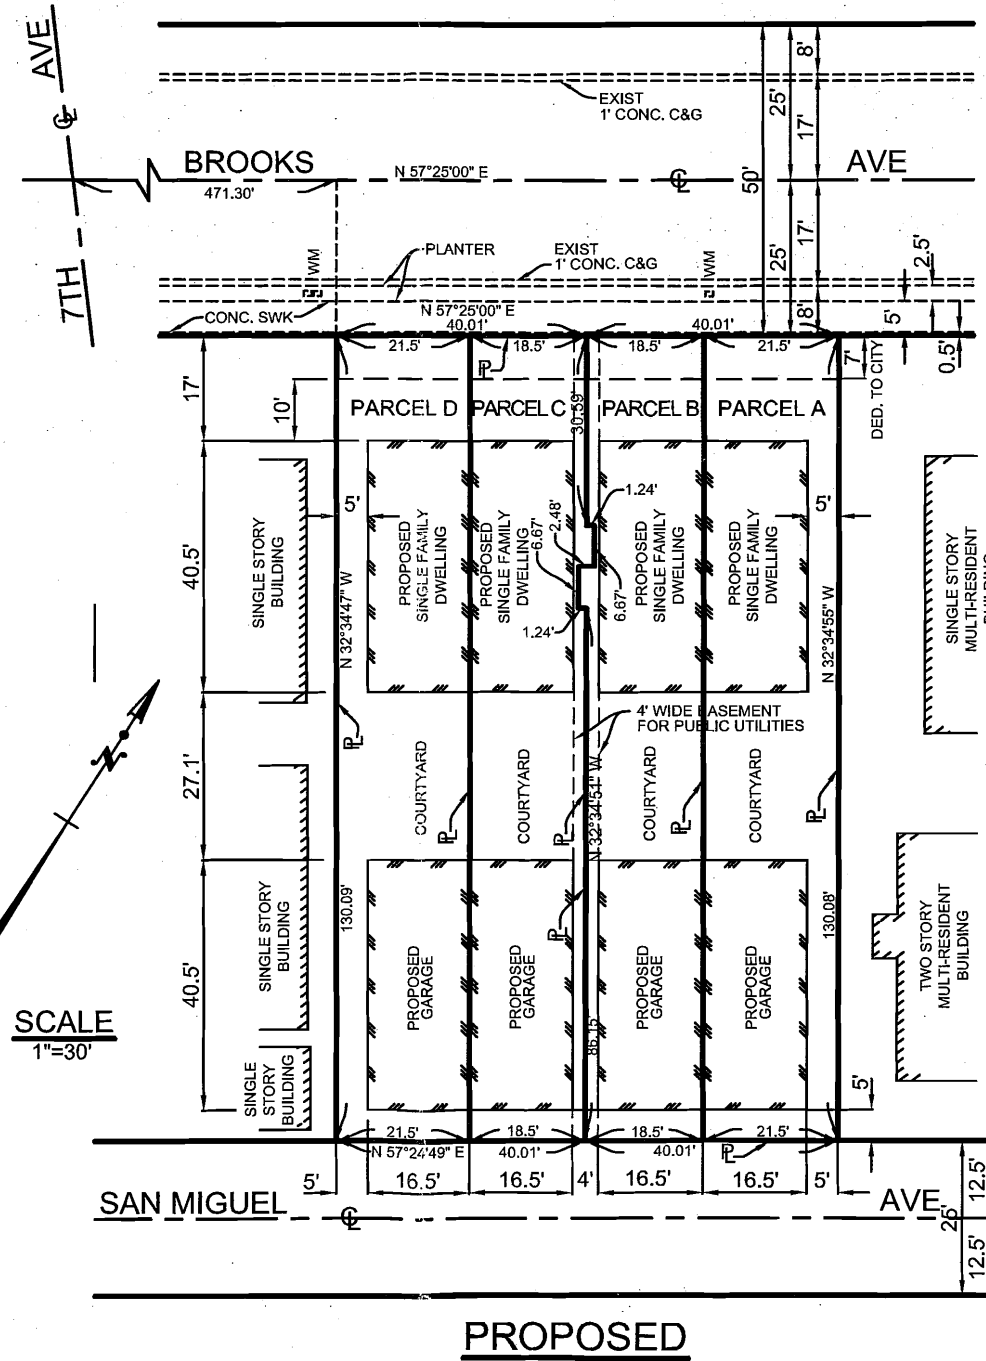 7TH AVE
BROOKS AVE
471.30'
N 57°25'00" E
EXIST
1' CONC. C&G
8'
17'
25'
50'
17'
25'
8'
2.5'
5'
0.5'
WM
PLANTER
EXIST
1' CONC. C&G
WM
CONC. SWK
N 57°25'00" E
40.01'
40.01'
21.5'
18.5'
18.5'
21.5'
PL
7'
DED. TO CITY
17'
10'
PARCEL D
PARCEL C
PARCEL B
PARCEL A
30.59'
5'
5'
1.24'
2.48'
6.67'
6.67'
1.24'
40.5'
SINGLE STORY
BUILDING
PROPOSED
SINGLE FAMILY
DWELLING
PROPOSED
SINGLE FAMILY
DWELLING
PROPOSED
SINGLE FAMILY
DWELLING
PROPOSED
SINGLE FAMILY
DWELLING
SINGLE STORY
MULTI-RESIDENT
N 32°34'47" W
N 32°34'55" W
4' WIDE EASEMENT
FOR PUBLIC UTILITIES
N
PL
27.1'
COURTYARD
COURTYARD
COURTYARD
COURTYARD
N 32°34'51" W
PL
PL
PL
PL
PL
130.09'
130.08'
SINGLE STORY
BUILDING
TWO STORY
MULTI-RESIDENT
BUILDING
40.5'
PROPOSED
GARAGE
PROPOSED
GARAGE
PROPOSED
GARAGE
PROPOSED
GARAGE
86.15'
SCALE
1"=30'
SINGLE
STORY
BUILDING
5'
21.5'
18.5'
18.5'
21.5'
N 57°24'49" E
40.01'
40.01'
PL
5'
16.5'
16.5'
4'
16.5'
16.5'
5'
SAN MIGUEL AVE
12.5'
25'
12.5'
PROPOSED